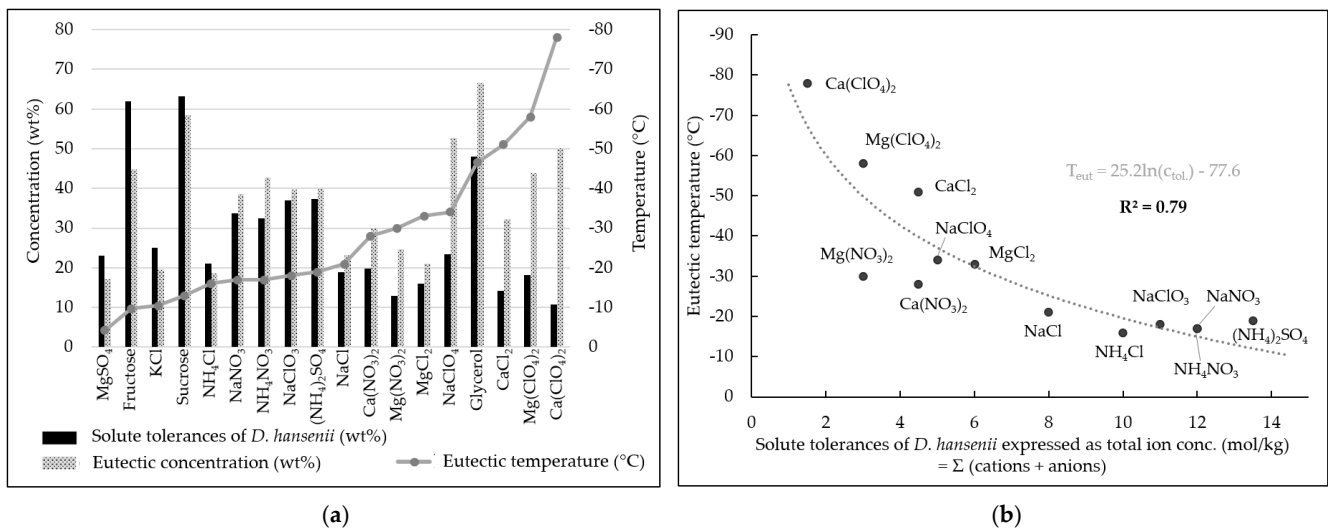 80
70
60
50
40
30
20
10
0
Concentration (wt%)
-80
-70
-60
-50
-40
-30
-20
-10
0
Temperature (°C)
MgSO4
Fructose
KCl
Sucrose
NH4Cl
NaNO3
NH4NO3
NaClO3
(NH4)2SO4
NaCl
Ca(NO3)2
Mg(NO3)2
MgCl2
NaClO4
Glycerol
CaCl2
Mg(ClO4)2
Ca(ClO4)2
Solute tolerances of D. hansenii (wt%)
Eutectic concentration (wt%)
Eutectic temperature (°C)
(a)
-90
-80
-70
-60
-50
-40
-30
-20
-10
0
Eutectic temperature (°C)
Ca(ClO4)2
Mg(ClO4)2
CaCl2
NaClO4
Mg(NO3)2
MgCl2
Ca(NO3)2
NaCl
NaClO3
NaNO3
NH4Cl
(NH4)2SO4
NH4NO3
Teut = 25.2ln(ctol.) - 77.6
R² = 0.79
0
2
4
6
8
10
12
14
Solute tolerances of D. hansenii expressed as total ion conc. (mol/kg)
= Σ (cations + anions)
(b)